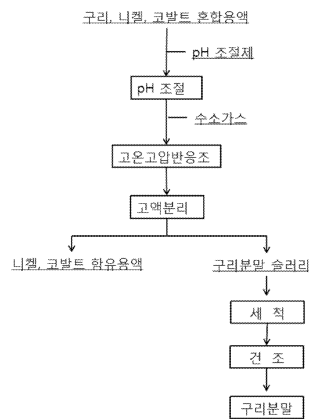 구리, 니켈, 코발트 혼합용액
pH 조절제
pH 조절
수소가스
고온고압반응조
고액분리
니켈, 코발트 함유용액
구리분말 슬러리
세 척
건 조
구리분말